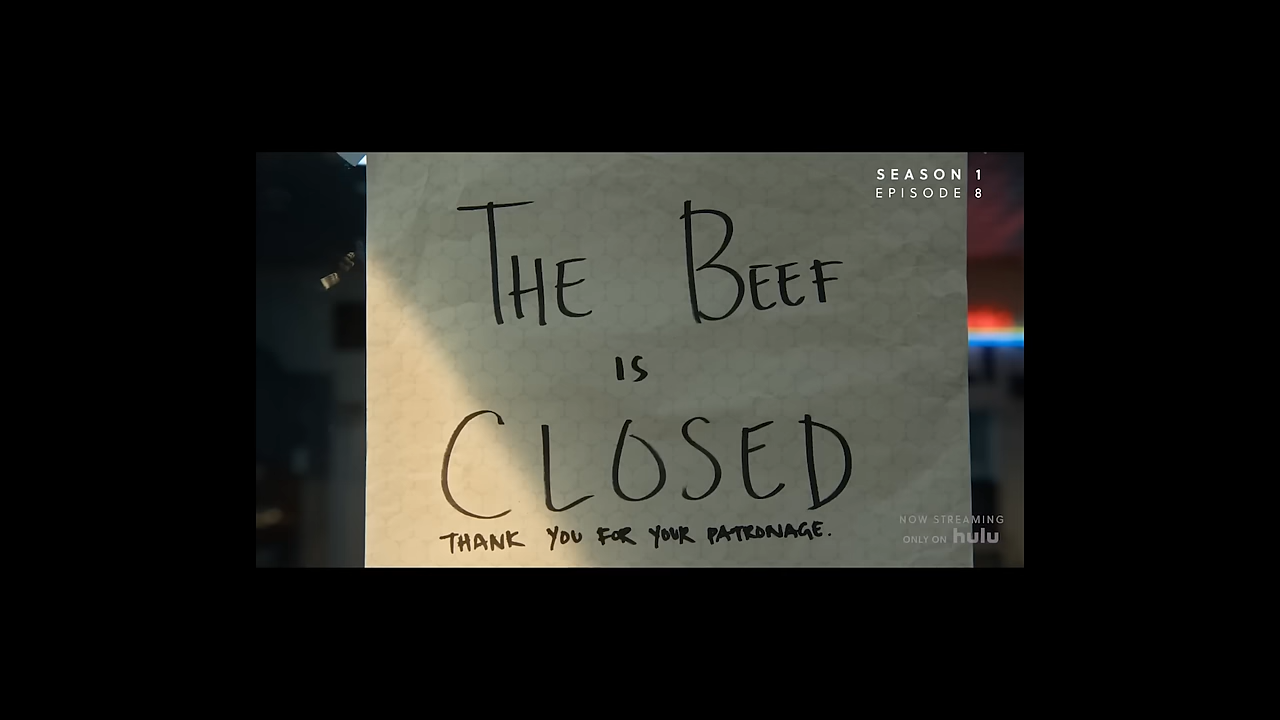 SEASON 1
EPISODE 8
THE BEEF
IS
CLOSED
THANK YOU FOR YOUR PATRONAGE.
NOW STREAMING
ONLY ON hulu